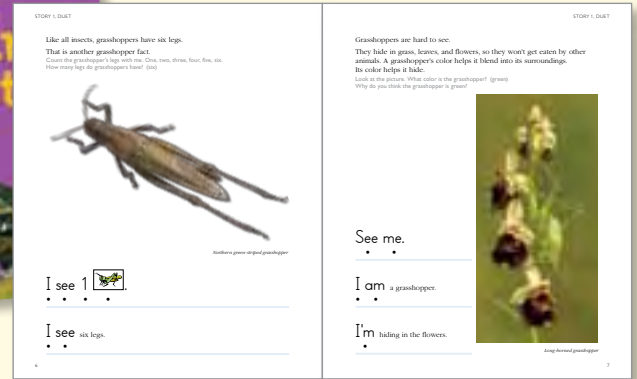 STORY 1, DUET
Like all insects, grasshoppers have six legs.
That is another grasshopper fact.
Count the grasshopper's legs with me. One, two, three, four, five, six.
How many legs do grasshoppers have? (six)
Northern green-striped grasshopper
I see 1 .
I see six legs.
6
STORY 1, DUET
Grasshoppers are hard to see.
They hide in grass, leaves, and flowers, so they won't get eaten by other
animals. A grasshopper's color helps it blend into its surroundings.
Its color helps it hide.
Look at the picture. What color is the grasshopper? (green)
Why do you think the grasshopper is green?
See me.
I am a grasshopper.
I'm hiding in the flowers.
Long-horned grasshopper
7